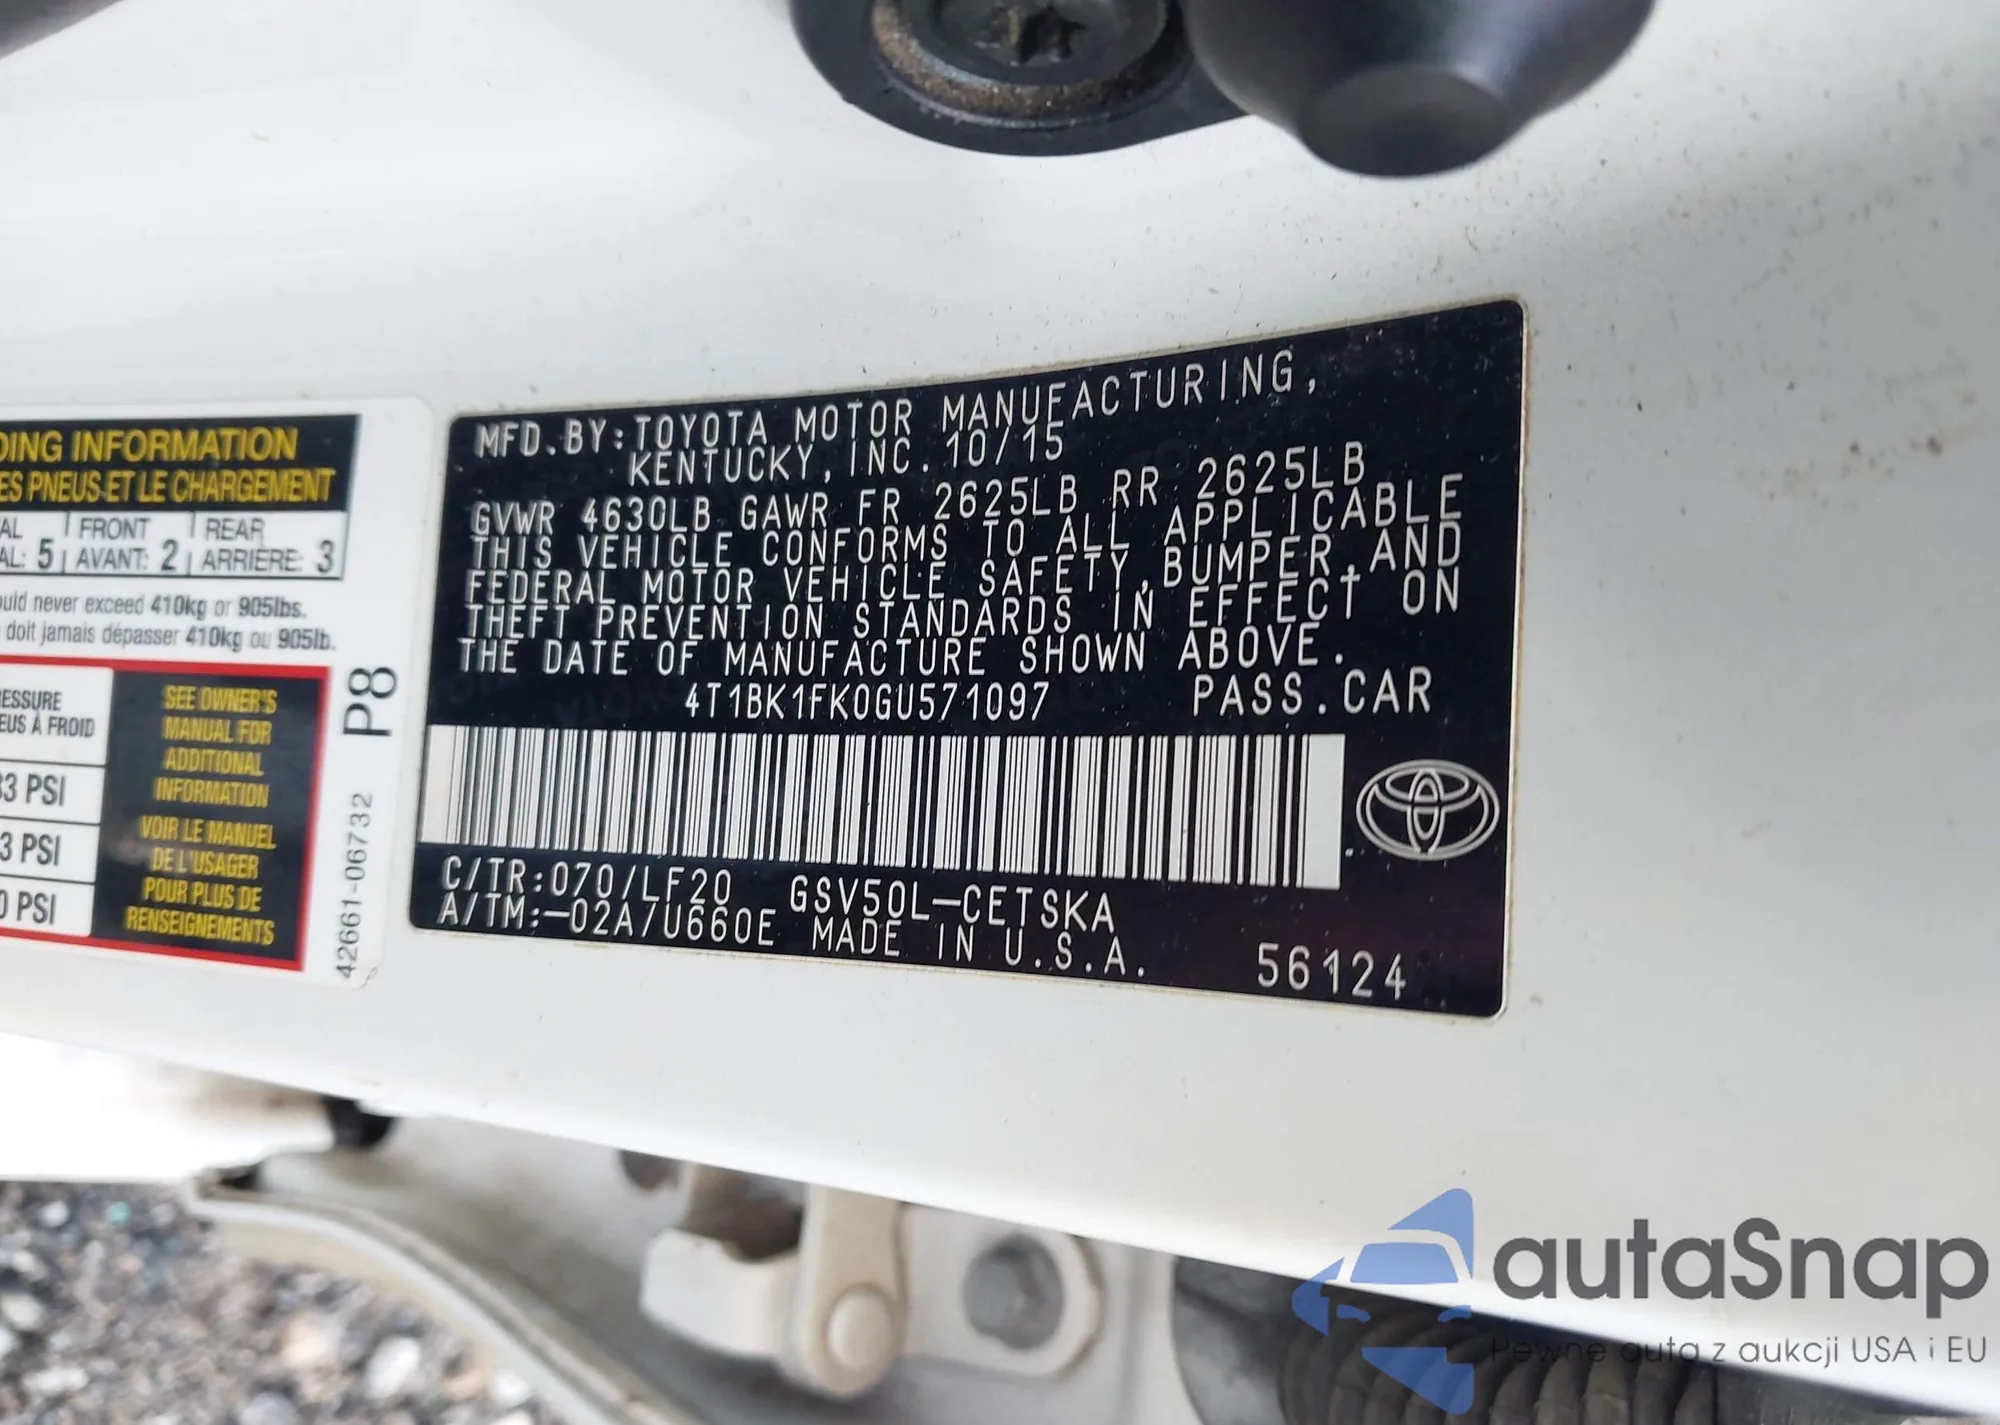 DING INFORMATION
ES PNEUS ET LE CHARGEMENT
AL FRONT REAR
AL: 5 AVANT: 2 ARRIÈRE: 3
uld never exceed 410kg or 905lbs.
doit jamais dépasser 410kg ou 905lb.
ESSURE
EUS À FROID
33 PSI
3 PSI
0 PSI
SEE OWNER'S
MANUAL FOR
ADDITIONAL
INFORMATION
VOIR LE MANUEL
DE L'USAGER
POUR PLUS DE
RENSEIGNEMENTS
42661-06732 P8
MFD.BY:TOYOTA MOTOR MANUFACTURING,
KENTUCKY, INC. 10/15
GVWR 4630LB GAWR FR 2625LB RR 2625LB
THIS VEHICLE CONFORMS TO ALL APPLICABLE
FEDERAL MOTOR VEHICLE SAFETY,BUMPER,AND
THEFT PREVENTION STANDARDS IN EFFECT ON
THE DATE OF MANUFACTURE SHOWN ABOVE.
4T1BK1FK0GU571097 PASS.CAR
C/TR:070/LF20 GSV50L-CETSKA
A/TM:-02A/U660E MADE IN U.S.A. 56124
autaSnap
Pewne auta z aukcji USA i EU